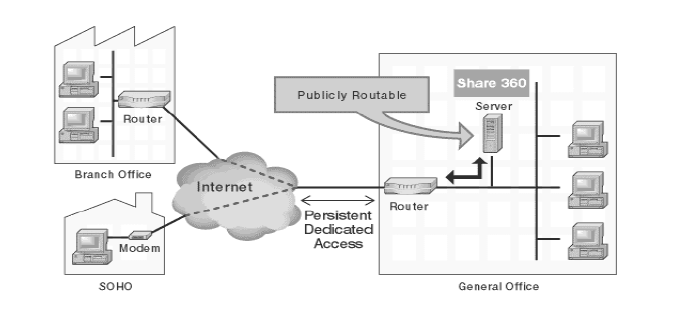 Share 360
Publicly Routable
Server
Router
Branch Office
Internet
Persistent
Dedicated
Access
Router
Modem
SOHO
General Office